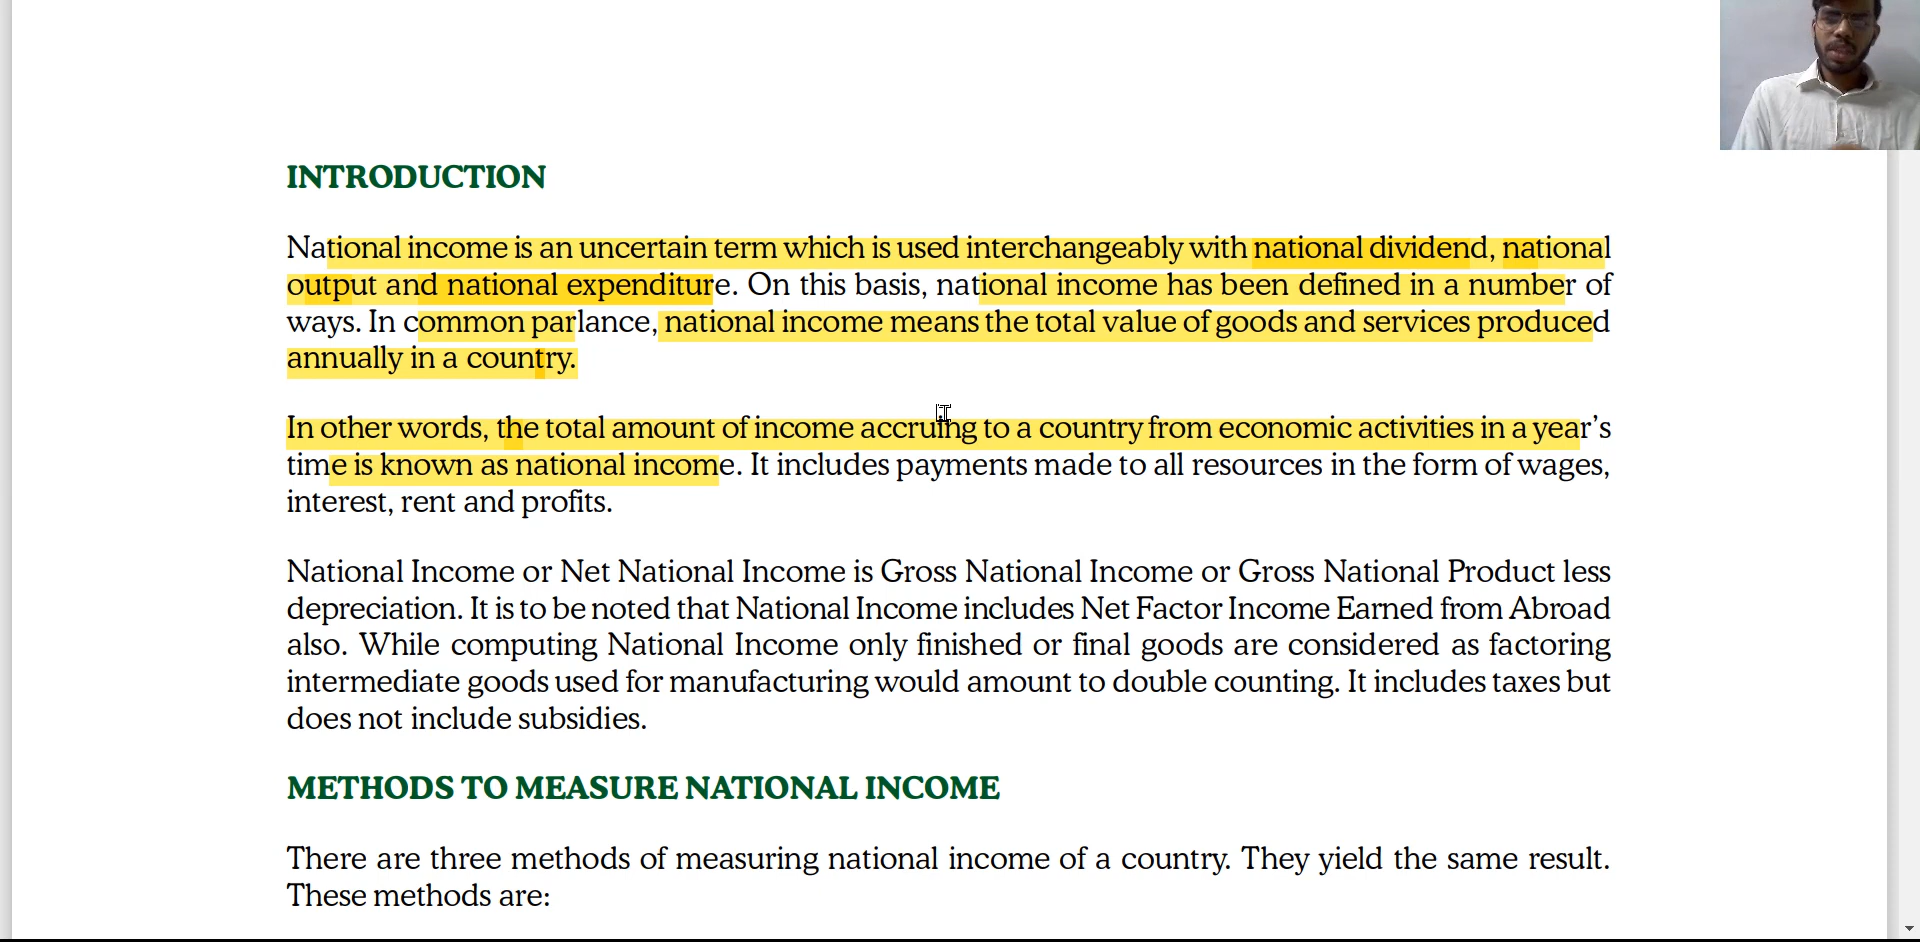 INTRODUCTION
National income is an uncertain term which is used interchangeably with national dividend, national
output and national expenditure. On this basis, national income has been defined in a number of
ways. In common parlance, national income means the total value of goods and services produced
annually in a country.
In other words, the total amount of income accruing to a country from economic activities in a year’s
time is known as national income. It includes payments made to all resources in the form of wages,
interest, rent and profits.
National Income or Net National Income is Gross National Income or Gross National Product less
depreciation. It is to be noted that National Income includes Net Factor Income Earned from Abroad
also. While computing National Income only finished or final goods are considered as factoring
intermediate goods used for manufacturing would amount to double counting. It includes taxes but
does not include subsidies.
METHODS TO MEASURE NATIONAL INCOME
There are three methods of measuring national income of a country. They yield the same result.
These methods are: